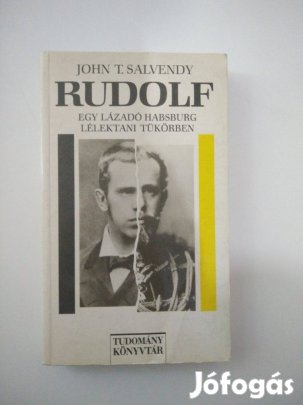 JOHN T. SALVENDY
RUDOLF
EGY LÁZADÓ HABSBURG
LÉLEKTANI TÜKÖRBEN
TUDOMÁNY
KÖNYVTÁR
Jófogás